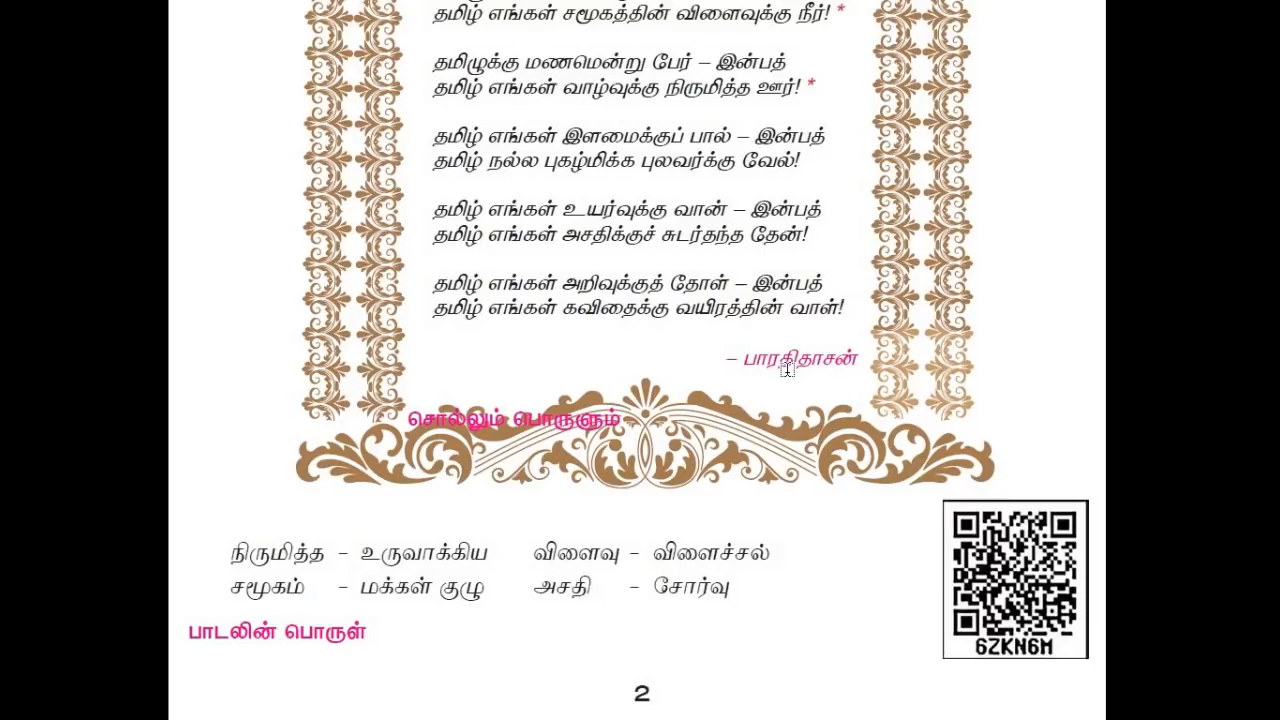 தமிழ் எங்கள் சமூகத்தின் விளைவுக்கு நீர்! *
தமிழுக்கு மணமென்று பேர் – இன்பத்
தமிழ் எங்கள் வாழ்வுக்கு நிருமித்த ஊர்! *
தமிழ் எங்கள் இளமைக்குப் பால் – இன்பத்
தமிழ் நல்ல புகழ்மிக்க புலவர்க்கு வேல்!
தமிழ் எங்கள் உயர்வுக்கு வான் – இன்பத்
தமிழ் எங்கள் அசதிக்குச் சுடர்தந்த தேன்!
தமிழ் எங்கள் அறிவுக்குத் தோள் – இன்பத்
தமிழ் எங்கள் கவிதைக்கு வயிரத்தின் வாள்!
– பாரதிதாசன்
சொல்லும் பொருளும்
நிருமித்த – உருவாக்கிய விளைவு – விளைச்சல்
சமூகம் – மக்கள் குழு அசதி – சோர்வு
6ZKN6M
பாடலின் பொருள்
2